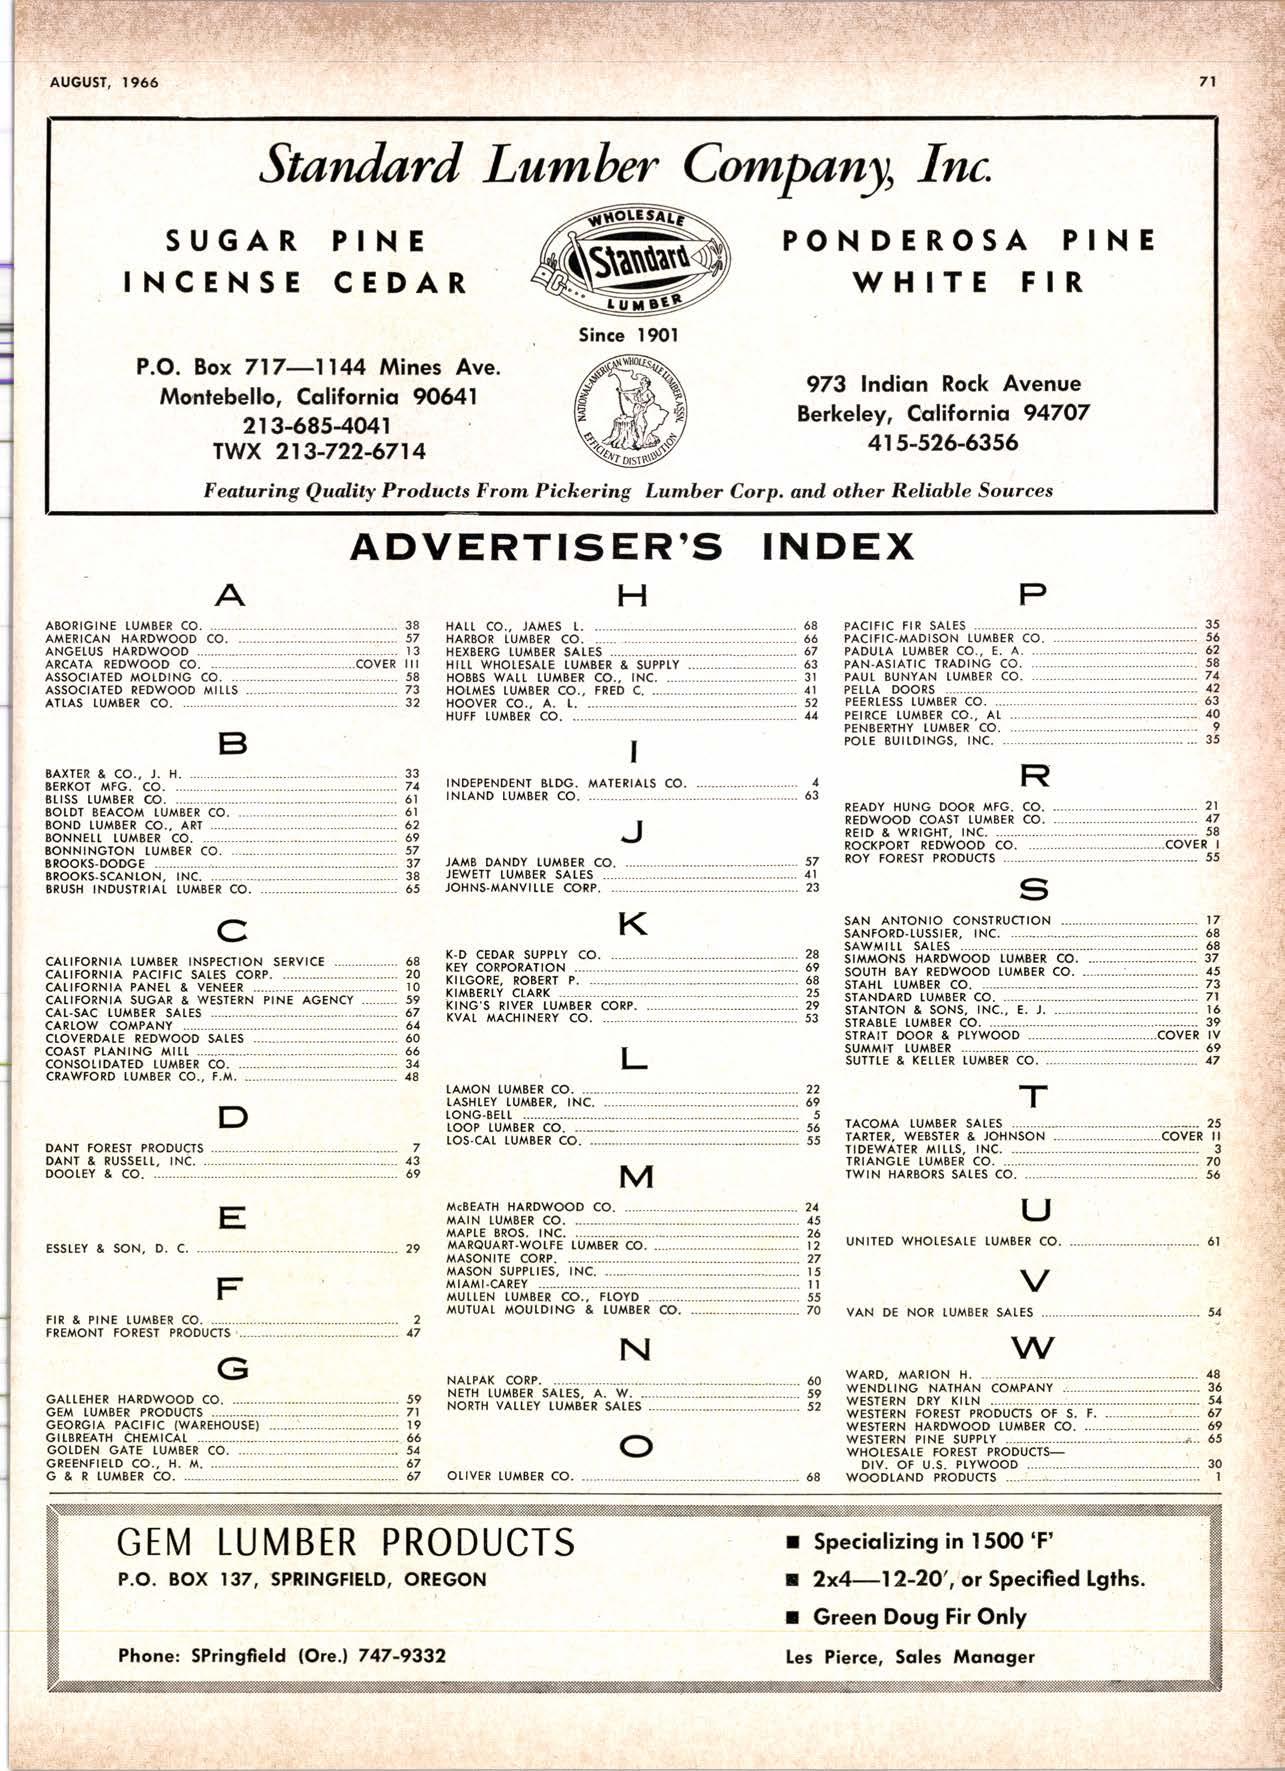 AUGUST, 1966
71
Standard Lumber Company, Inc.
SUGAR PINE
INCENSE CEDAR
WHOLESALE
Standard
LUMBER
Since 1901
NATIONAL-AMERICAN WHOLESALE LUMBER ASSN.
EFFICIENT DISTRIBUTION
PONDEROSA PINE
WHITE FIR
P.O. Box 717—1144 Mines Ave.
Montebello, California 90641
213-685-4041
TWX 213-722-6714
973 Indian Rock Avenue
Berkeley, California 94707
415-526-6356
Featuring Quality Products From Pickering Lumber Corp. and other Reliable Sources
ADVERTISER'S INDEX
A
ABORIGINE LUMBER CO. 38
AMERICAN HARDWOOD CO. 57
ANGELUS HARDWOOD 13
ARCATA REDWOOD CO. COVER III
ASSOCIATED MOLDING CO. 58
ASSOCIATED REDWOOD MILLS 73
ATLAS LUMBER CO. 32
B
BAXTER & CO., J. H. 33
BERKOT MFG. CO. 74
BLISS LUMBER CO. 61
BOLDT BEACOM LUMBER CO. 61
BOND LUMBER CO., ART 62
BONNELL LUMBER CO. 69
BONNINGTON LUMBER CO. 57
BROOKS-DODGE 37
BROOKS-SCANLON, INC. 38
BRUSH INDUSTRIAL LUMBER CO. 65
C
CALIFORNIA LUMBER INSPECTION SERVICE 68
CALIFORNIA PACIFIC SALES CORP. 20
CALIFORNIA PANEL & VENEER 10
CALIFORNIA SUGAR & WESTERN PINE AGENCY 59
CAL-SAC LUMBER SALES 67
CARLOW COMPANY 64
CLOVERDALE REDWOOD SALES 60
COAST PLANING MILL 66
CONSOLIDATED LUMBER CO. 34
CRAWFORD LUMBER CO., F.M. 48
D
DANT FOREST PRODUCTS 7
DANT & RUSSELL, INC. 43
DOOLEY & CO. 69
E
ESSLEY & SON, D. C. 29
F
FIR & PINE LUMBER CO. 2
FREMONT FOREST PRODUCTS 47
G
GALLEHER HARDWOOD CO. 59
GEM LUMBER PRODUCTS 71
GEORGIA PACIFIC (WAREHOUSE) 19
GILBREATH CHEMICAL 66
GOLDEN GATE LUMBER CO. 54
GREENFIELD CO., H. M. 67
G & R LUMBER CO. 67
H
HALL CO., JAMES L. 68
HARBOR LUMBER CO. 66
HEXBERG LUMBER SALES 67
HILL WHOLESALE LUMBER & SUPPLY 63
HOBBS WALL LUMBER CO., INC. 31
HOLMES LUMBER CO., FRED C. 41
HOOVER CO., A. L. 52
HUFF LUMBER CO. 44
I
INDEPENDENT BLDG. MATERIALS CO. 4
INLAND LUMBER CO. 63
J
JAMB DANDY LUMBER CO. 57
JEWETT LUMBER SALES 41
JOHNS-MANVILLE CORP. 23
K
K-D CEDAR SUPPLY CO. 28
KEY CORPORATION 69
KILGORE, ROBERT P. 68
KIMBERLY CLARK 25
KING'S RIVER LUMBER CORP. 29
KVAL MACHINERY CO. 53
L
LAMON LUMBER CO. 22
LASHLEY LUMBER, INC. 69
LONG-BELL 5
LOOP LUMBER CO. 56
LOS-CAL LUMBER CO. 55
M
McBEATH HARDWOOD CO. 24
MAIN LUMBER CO. 45
MAPLE BROS. INC. 26
MARQUART-WOLFE LUMBER CO. 12
MASONITE CORP. 27
MASON SUPPLIES, INC. 15
MIAMI-CAREY 11
MULLEN LUMBER CO., FLOYD 55
MUTUAL MOULDING & LUMBER CO. 70
N
NALPAK CORP. 60
NETH LUMBER SALES, A. W. 59
NORTH VALLEY LUMBER SALES 52
O
OLIVER LUMBER CO. 68
P
PACIFIC FIR SALES 35
PACIFIC-MADISON LUMBER CO. 56
PADULA LUMBER CO., E. A. 62
PAN-ASIATIC TRADING CO. 58
PAUL BUNYAN LUMBER CO. 74
PELLA DOORS 42
PEERLESS LUMBER CO. 63
PEIRCE LUMBER CO., AL 40
PENBERTHY LUMBER CO. 9
POLE BUILDINGS, INC. 35
R
READY HUNG DOOR MFG. CO. 21
REDWOOD COAST LUMBER CO. 47
REID & WRIGHT, INC. 58
ROCKPORT REDWOOD CO. COVER I
ROY FOREST PRODUCTS 55
S
SAN ANTONIO CONSTRUCTION 17
SANFORD-LUSSIER, INC. 68
SAWMILL SALES 68
SIMMONS HARDWOOD LUMBER CO. 37
SOUTH BAY REDWOOD LUMBER CO. 45
STAHL LUMBER CO. 73
STANDARD LUMBER CO. 71
STANTON & SONS, INC., E. J. 16
STRABLE LUMBER CO. 39
STRAIT DOOR & PLYWOOD COVER IV
SUMMIT LUMBER 69
SUTTLE & KELLER LUMBER CO. 47
T
TACOMA LUMBER SALES 25
TARTER, WEBSTER & JOHNSON COVER II
TIDEWATER MILLS, INC. 3
TRIANGLE LUMBER CO. 70
TWIN HARBORS SALES CO. 56
U
UNITED WHOLESALE LUMBER CO. 61
V
VAN DE NOR LUMBER SALES 54
W
WARD, MARION H. 48
WENDLING NATHAN COMPANY 36
WESTERN DRY KILN 54
WESTERN FOREST PRODUCTS OF S. F. 67
WESTERN HARDWOOD LUMBER CO. 69
WESTERN PINE SUPPLY 65
WHOLESALE FOREST PRODUCTS—
DIV. OF U.S. PLYWOOD 30
WOODLAND PRODUCTS 1
GEM LUMBER PRODUCTS
P.O. BOX 137, SPRINGFIELD, OREGON
Phone: SPringfield (Ore.) 747-9332
■ Specializing in 1500 'F'
■ 2x4—12-20', or Specified Lgths.
■ Green Doug Fir Only
Les Pierce, Sales Manager